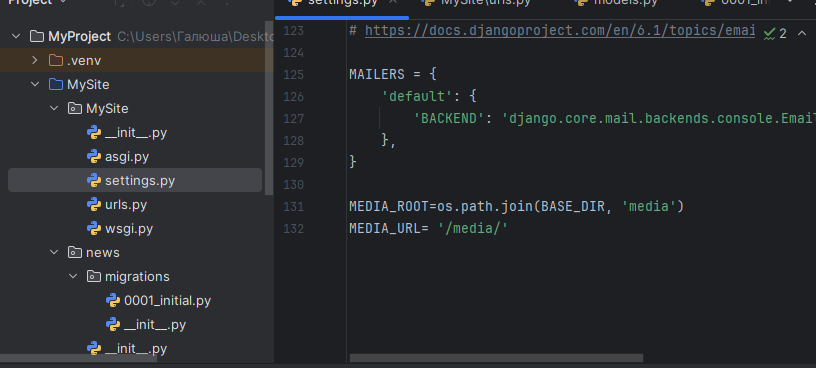 Project
settings.py
MySite\urls.py
models.py
0001_in
MyProject C:\Users\Галюша\Deskto
.venv
MySite
MySite
__init__.py
asgi.py
settings.py
urls.py
wsgi.py
news
migrations
0001_initial.py
__init__.py
__init__.py
123 # https://docs.djangoproject.com/en/6.1/topics/emai 2
124
125 MAILERS = {
126 'default': {
127 'BACKEND': 'django.core.mail.backends.console.Email
128 },
129 }
130
131 MEDIA_ROOT=os.path.join(BASE_DIR, 'media')
132 MEDIA_URL= '/media/'